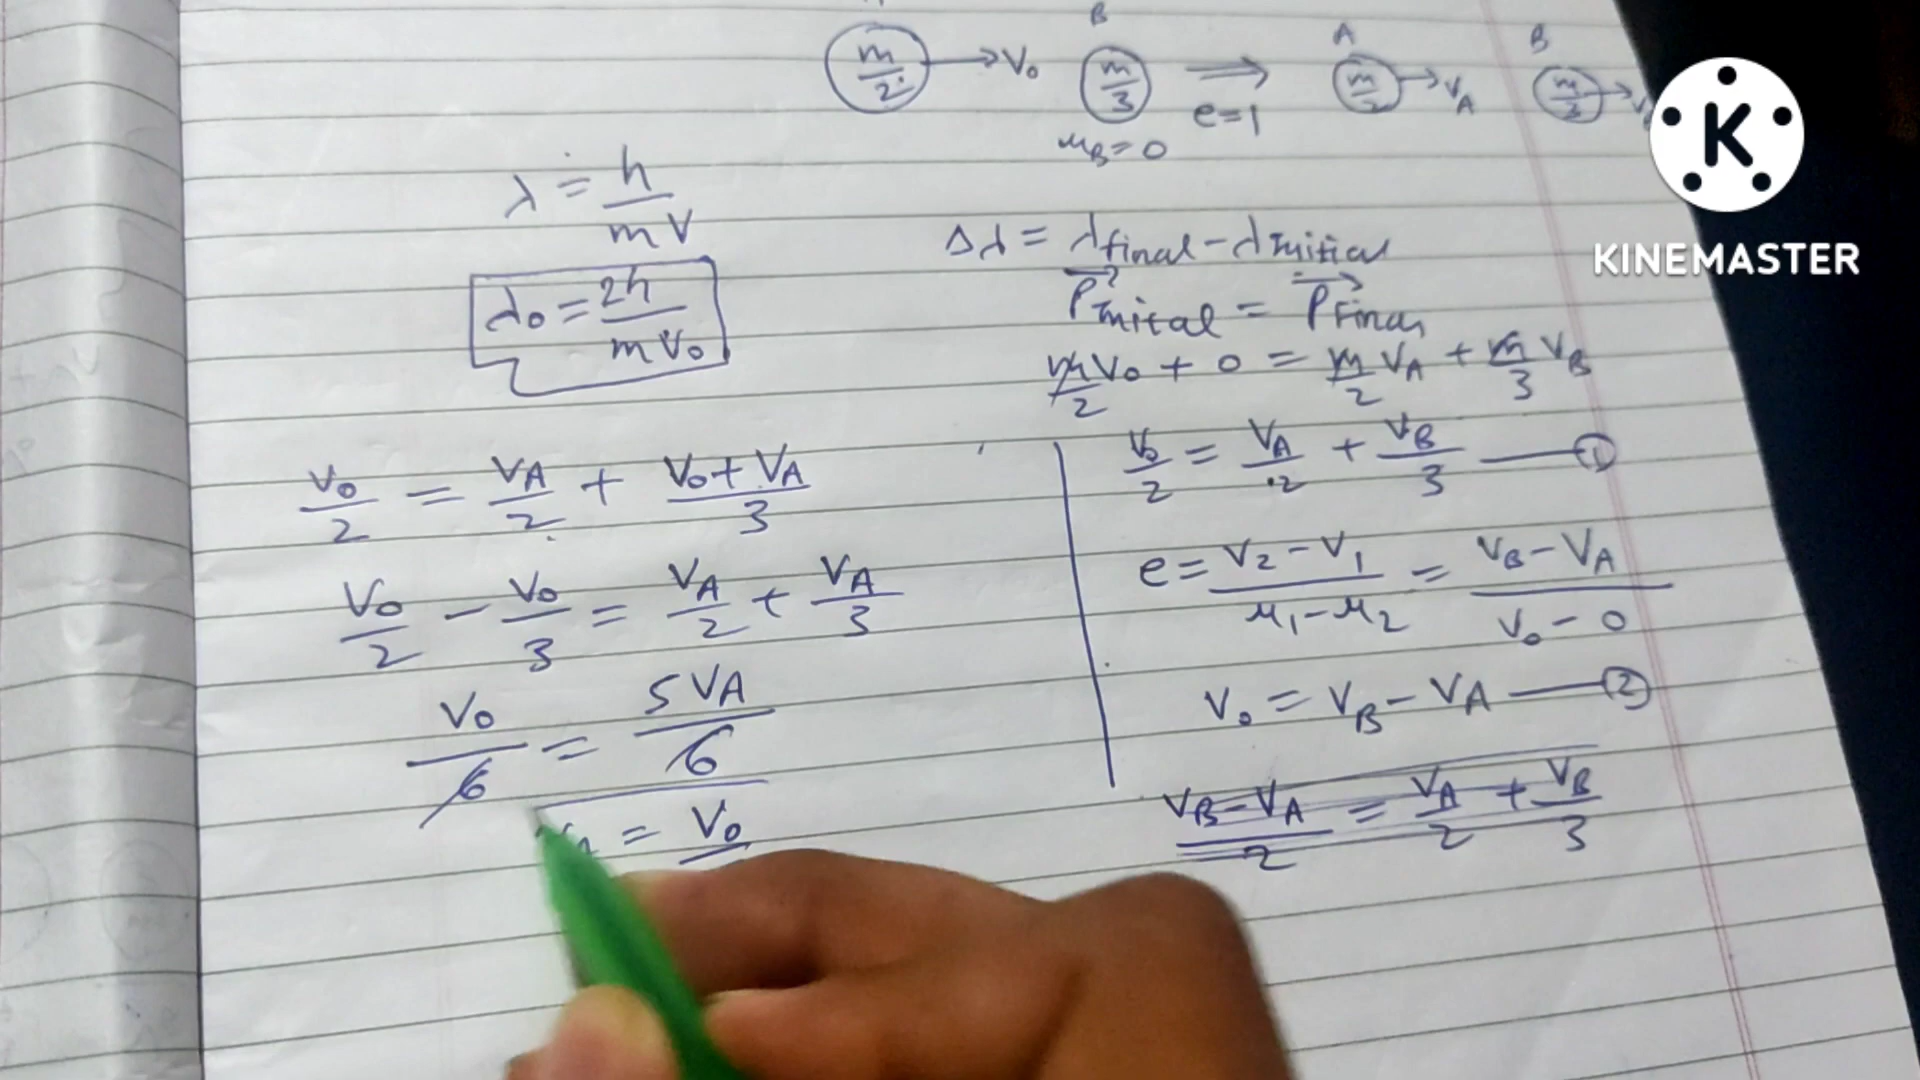 B
m/2 → V₀ m/3 ⇒ A B
e=1 m/2 → V_A m/3 →
u_B = 0
λ = h/mV
Δλ = λfinal - λInitial
λ₀ = 2h/mV₀
P⃗Inital = P⃗Final
m/2 V₀ + 0 = m/2 V_A + m/3 V_B
V₀/2 = V_A/2 + V_B/3 — ①
V₀/2 = V_A/2 + (V₀ + V_A)/3
e = (V₂ - V₁)/(u₁ - u₂) = (V_B - V_A)/(V₀ - 0)
V₀/2 - V₀/3 = V_A/2 + V_A/3
V₀ = V_B - V_A — ②
V₀/6 = 5V_A/6
(V_B - V_A)/2 = V_A/2 + V_B/3
= V₀
K
KINEMASTER